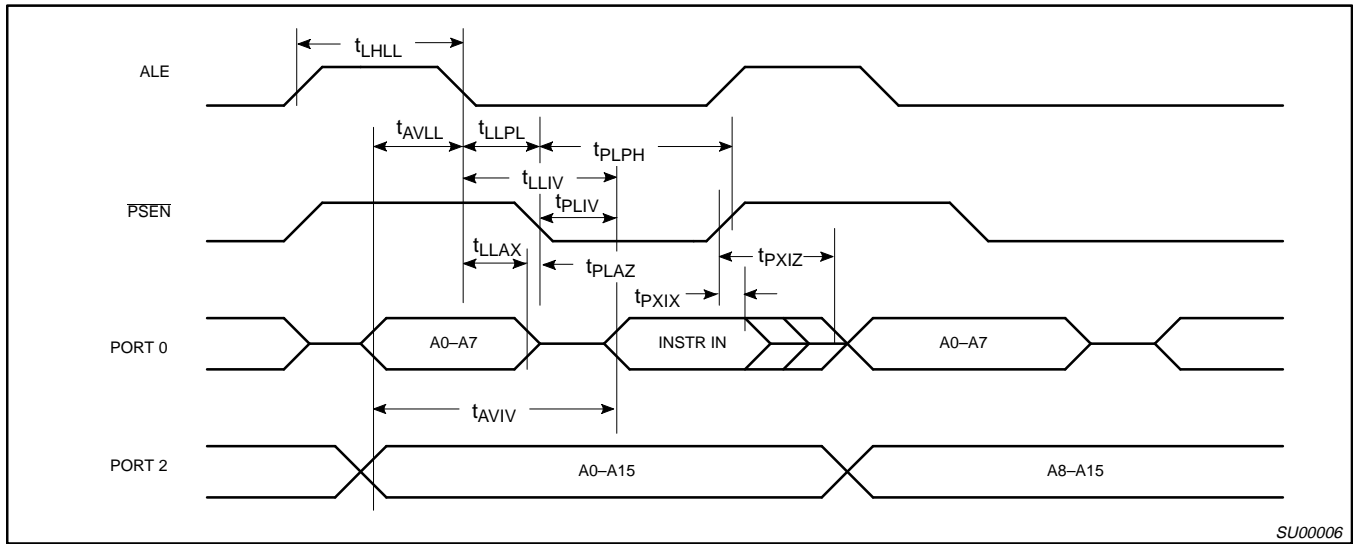 tLHLL
ALE
tAVLL tLLPL
tPLPH
tLLIV
PSEN
tPLIV
tLLAX
tPLAZ
tPXIZ
tPXIX
PORT 0 A0–A7 INSTR IN A0–A7
tAVIV
PORT 2 A0–A15 A8–A15
SU00006